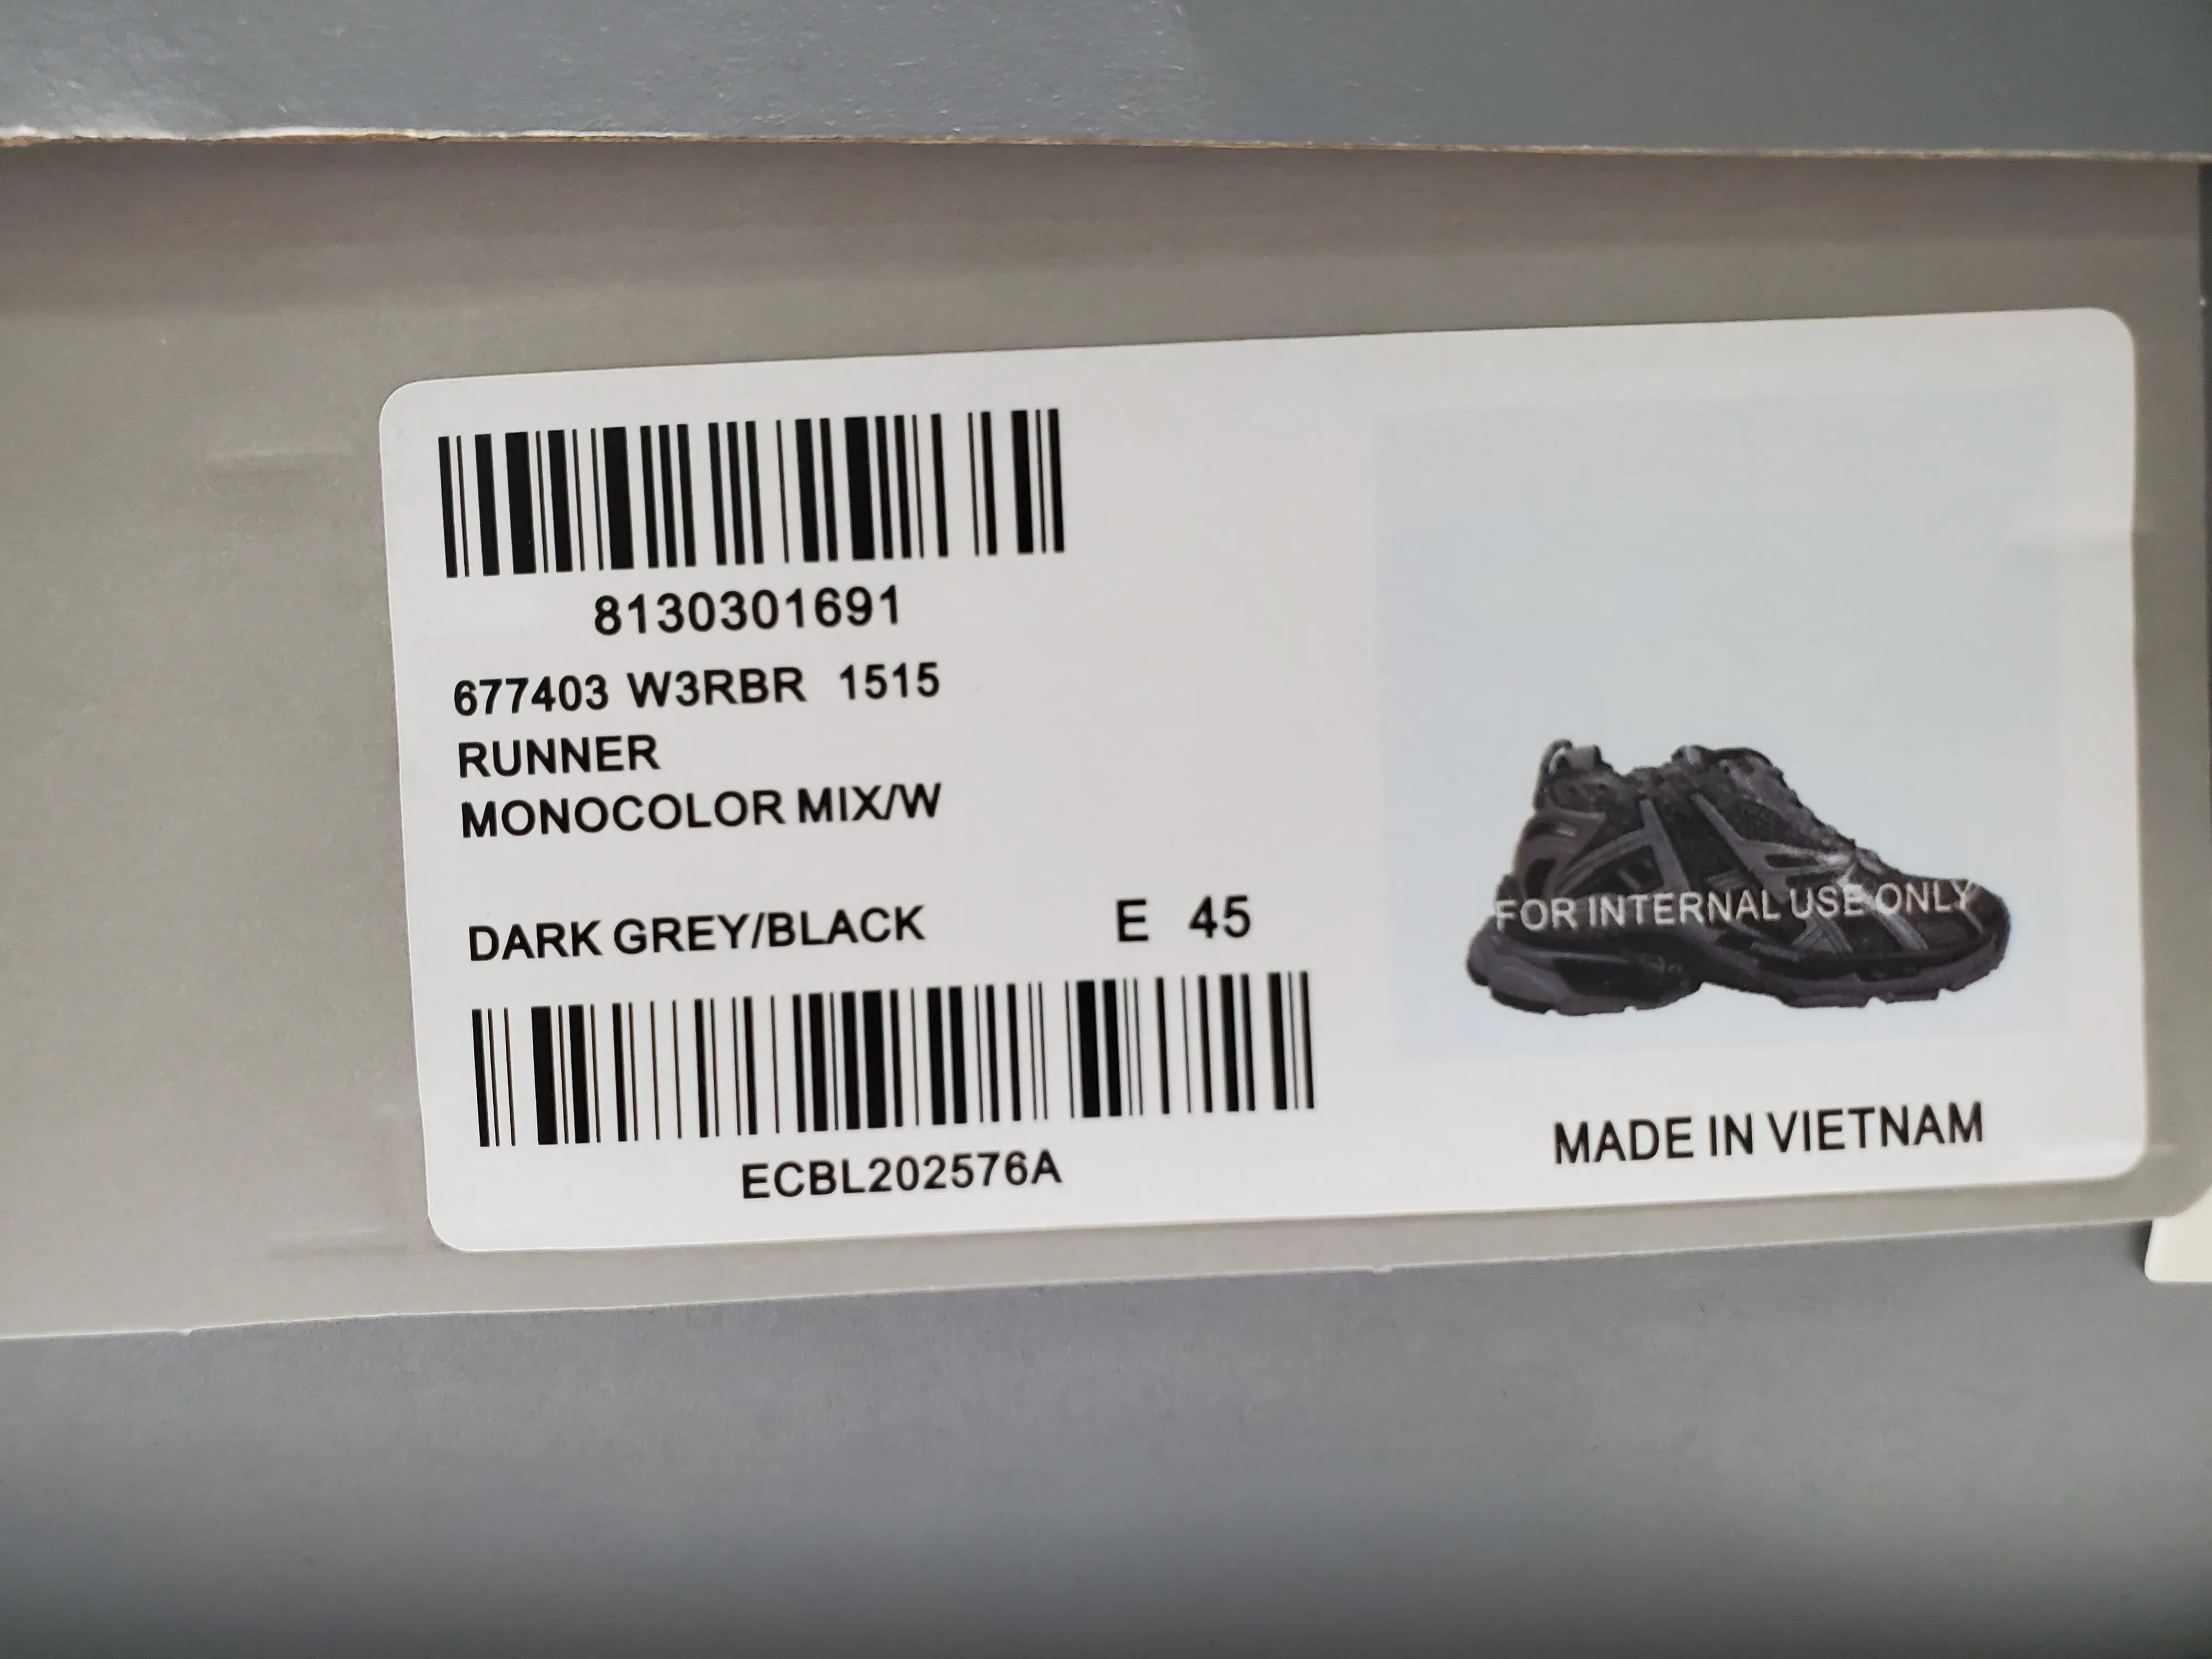 8130301691
677403 W3RBR 1515
RUNNER
MONOCOLOR MIX/W
DARK GREY/BLACK E 45
ECBL202576A
FOR INTERNAL USE ONLY
MADE IN VIETNAM